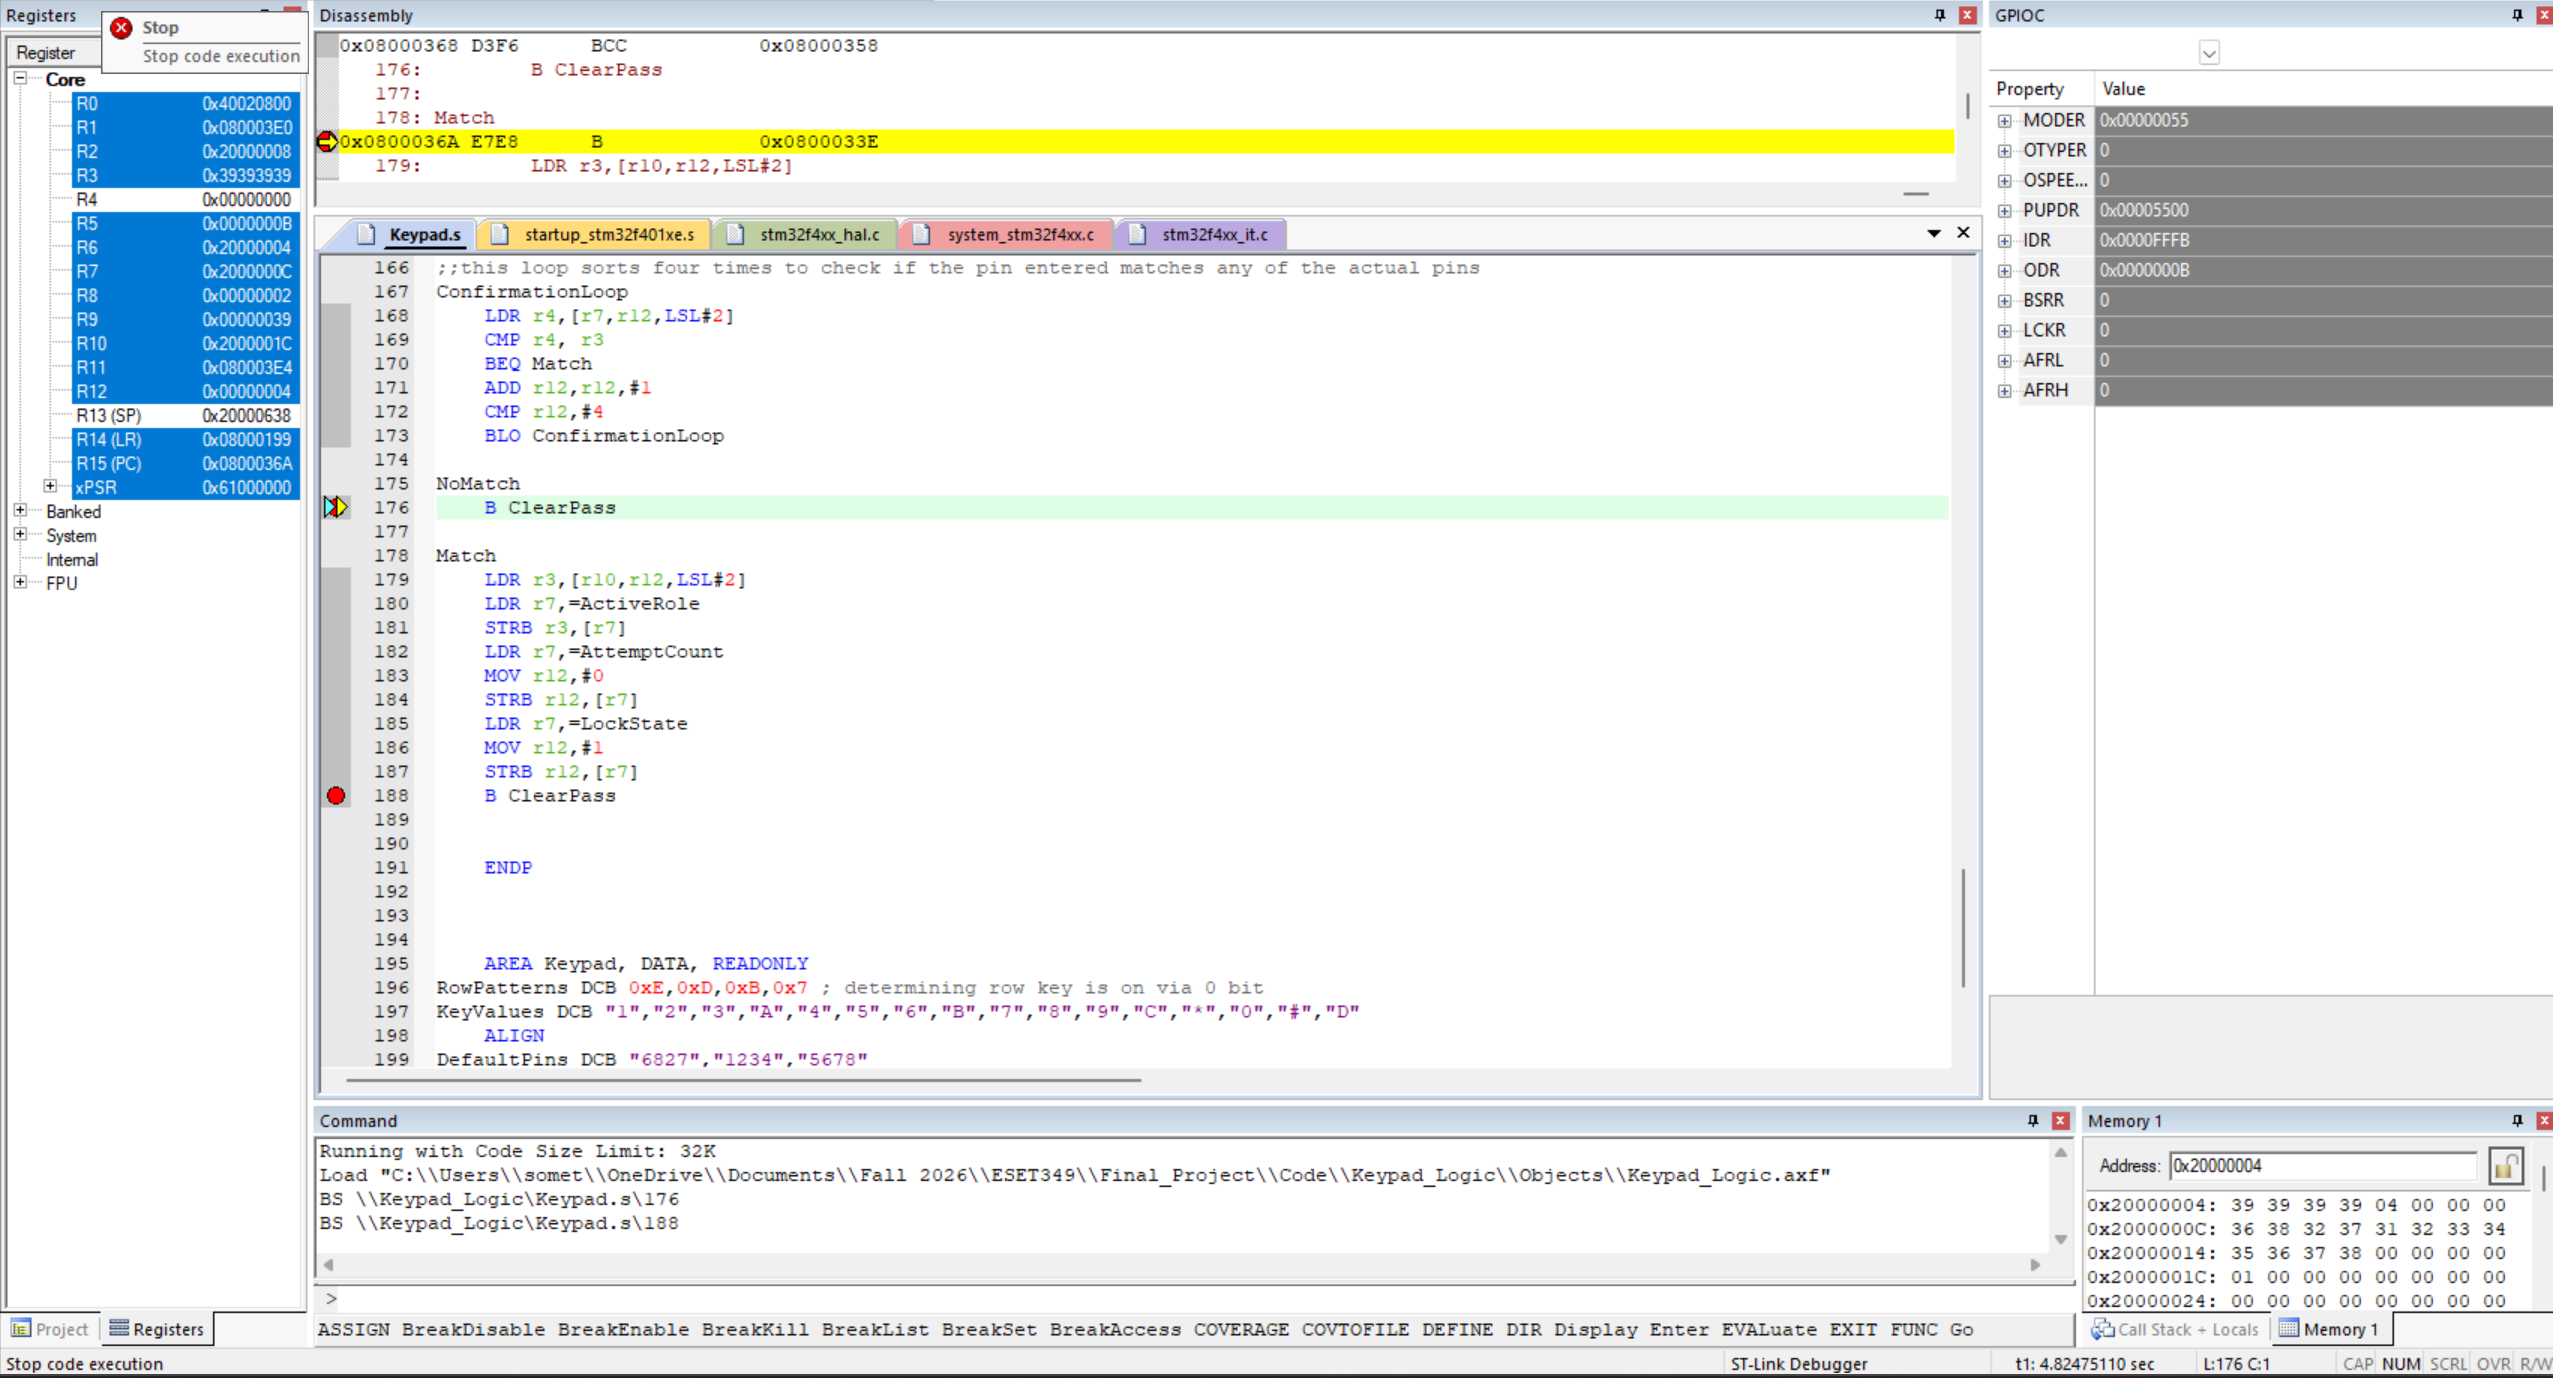 Registers
Stop
Stop code execution
Register
Core
R0 0x40020800
R1 0x080003E0
R2 0x20000008
R3 0x39393939
R4 0x00000000
R5 0x0000000B
R6 0x20000004
R7 0x2000000C
R8 0x00000002
R9 0x00000039
R10 0x2000001C
R11 0x080003E4
R12 0x00000004
R13 (SP) 0x20000638
R14 (LR) 0x08000199
R15 (PC) 0x0800036A
xPSR 0x61000000
Banked
System
Internal
FPU
Project Registers
Disassembly
0x08000368 D3F6 BCC 0x08000358
176: B ClearPass
177:
178: Match
0x0800036A E7E8 B 0x0800033E
179: LDR r3,[r10,r12,LSL#2]
Keypad.s startup_stm32f401xe.s stm32f4xx_hal.c system_stm32f4xx.c stm32f4xx_it.c
166 ;;this loop sorts four times to check if the pin entered matches any of the actual pins
167 ConfirmationLoop
168 LDR r4,[r7,r12,LSL#2]
169 CMP r4, r3
170 BEQ Match
171 ADD r12,r12,#1
172 CMP r12,#4
173 BLO ConfirmationLoop
174
175 NoMatch
176 B ClearPass
177
178 Match
179 LDR r3,[r10,r12,LSL#2]
180 LDR r7,=ActiveRole
181 STRB r3,[r7]
182 LDR r7,=AttemptCount
183 MOV r12,#0
184 STRB r12,[r7]
185 LDR r7,=LockState
186 MOV r12,#1
187 STRB r12,[r7]
188 B ClearPass
189
190
191 ENDP
192
193
194
195 AREA Keypad, DATA, READONLY
196 RowPatterns DCB 0xE,0xD,0xB,0x7 ; determining row key is on via 0 bit
197 KeyValues DCB "1","2","3","A","4","5","6","B","7","8","9","C","*","0","#","D"
198 ALIGN
199 DefaultPins DCB "6827","1234","5678"
GPIOC
Property Value
MODER 0x00000055
OTYPER 0
OSPEE... 0
PUPDR 0x00005500
IDR 0x0000FFFB
ODR 0x0000000B
BSRR 0
LCKR 0
AFRL 0
AFRH 0
Command
Running with Code Size Limit: 32K
Load "C:\\Users\\somet\\OneDrive\\Documents\\Fall 2026\\ESET349\\Final_Project\\Code\\Keypad_Logic\\Objects\\Keypad_Logic.axf"
BS \\Keypad_Logic\Keypad.s\176
BS \\Keypad_Logic\Keypad.s\188
>
ASSIGN BreakDisable BreakEnable BreakKill BreakList BreakSet BreakAccess COVERAGE COVTOFILE DEFINE DIR Display Enter EVALuate EXIT FUNC Go
Memory 1
Address: 0x20000004
0x20000004: 39 39 39 39 04 00 00 00
0x2000000C: 36 38 32 37 31 32 33 34
0x20000014: 35 36 37 38 00 00 00 00
0x2000001C: 01 00 00 00 00 00 00 00
0x20000024: 00 00 00 00 00 00 00 00
Call Stack + Locals Memory 1
Stop code execution ST-Link Debugger t1: 4.82475110 sec L:176 C:1 CAP NUM SCRL OVR R/W